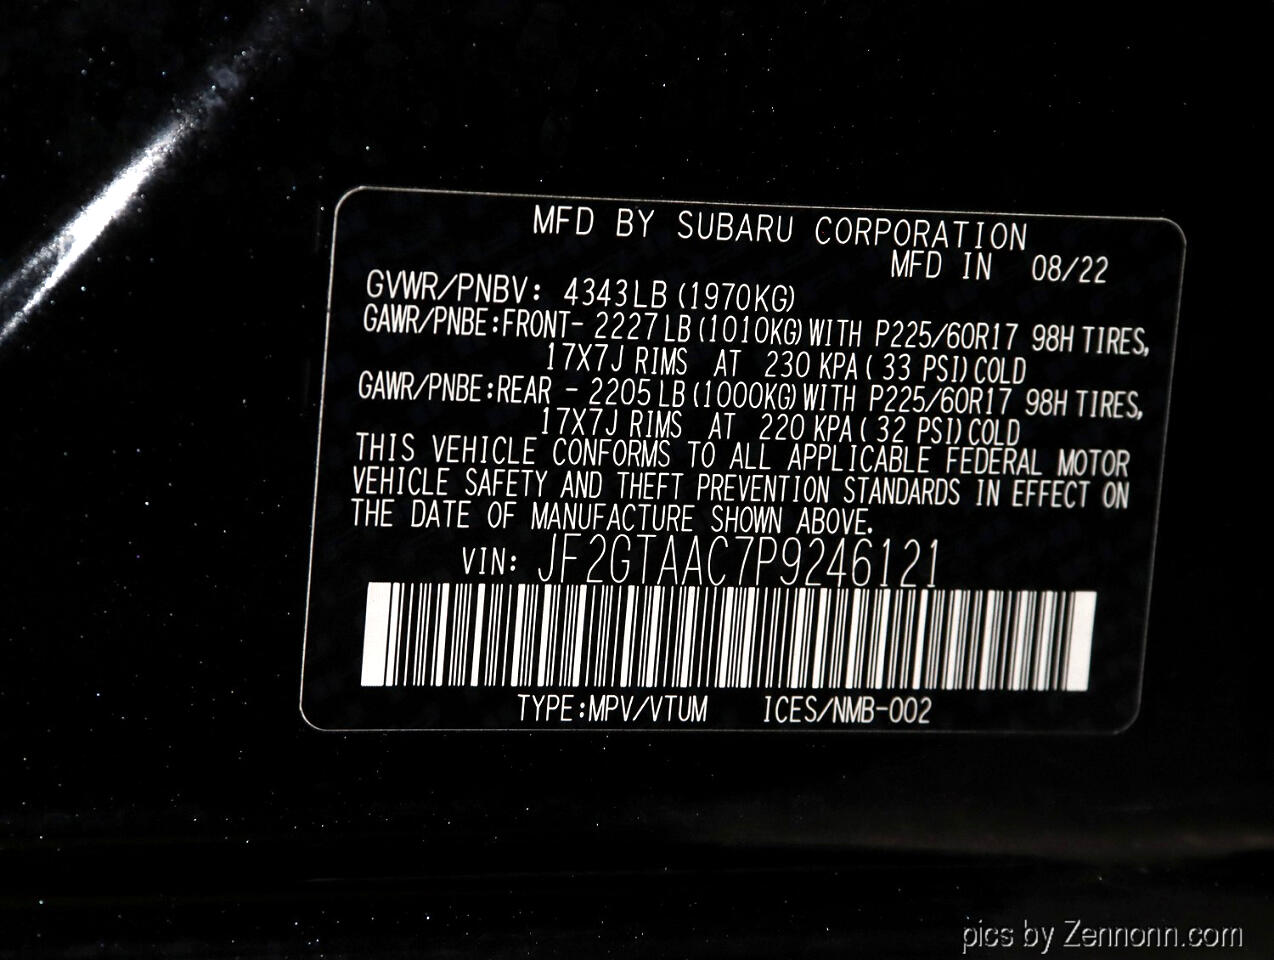 MFD BY SUBARU CORPORATION
MFD IN 08/22
GVWR/PNBV: 4343LB (1970KG)
GAWR/PNBE:FRONT- 2227 LB (1010KG) WITH P225/60R17 98H TIRES,
17X7J RIMS AT 230 KPA ( 33 PSI) COLD
GAWR/PNBE:REAR - 2205 LB (1000KG) WITH P225/60R17 98H TIRES,
17X7J RIMS AT 220 KPA ( 32 PSI) COLD
THIS VEHICLE CONFORMS TO ALL APPLICABLE FEDERAL MOTOR
VEHICLE SAFETY AND THEFT PREVENTION STANDARDS IN EFFECT ON
THE DATE OF MANUFACTURE SHOWN ABOVE.
VIN: JF2GTAAC7P9246121
TYPE:MPV/VTUM ICES/NMB-002
pics by Zennonn.com